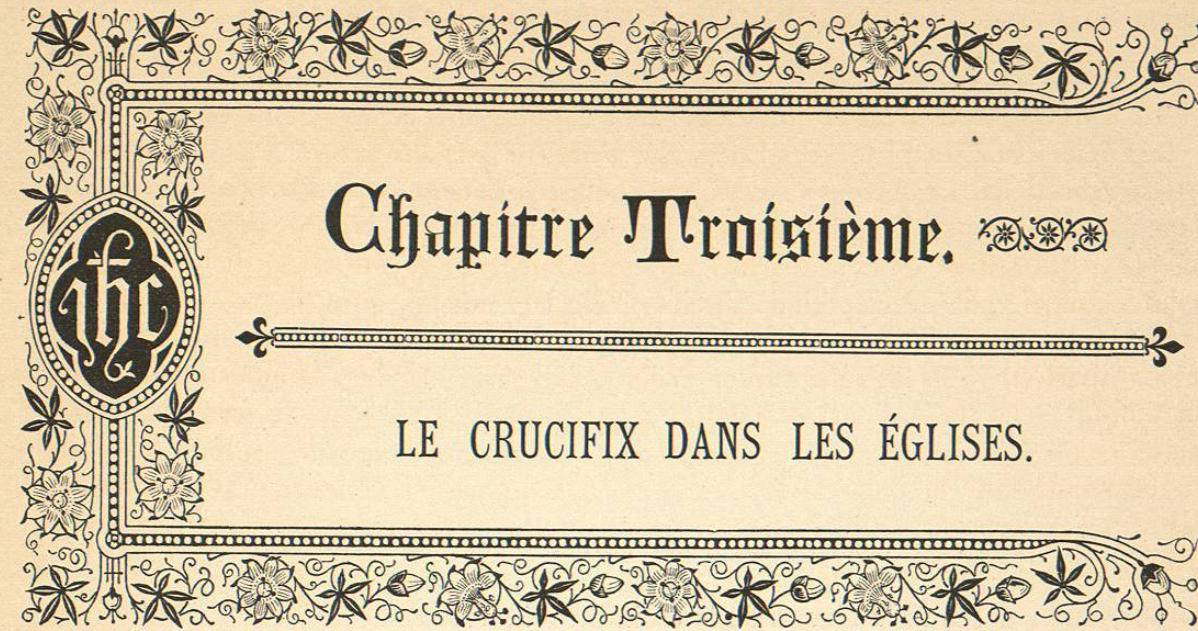 ihc
Chapitre Troisième.
LE CRUCIFIX DANS LES ÉGLISES.